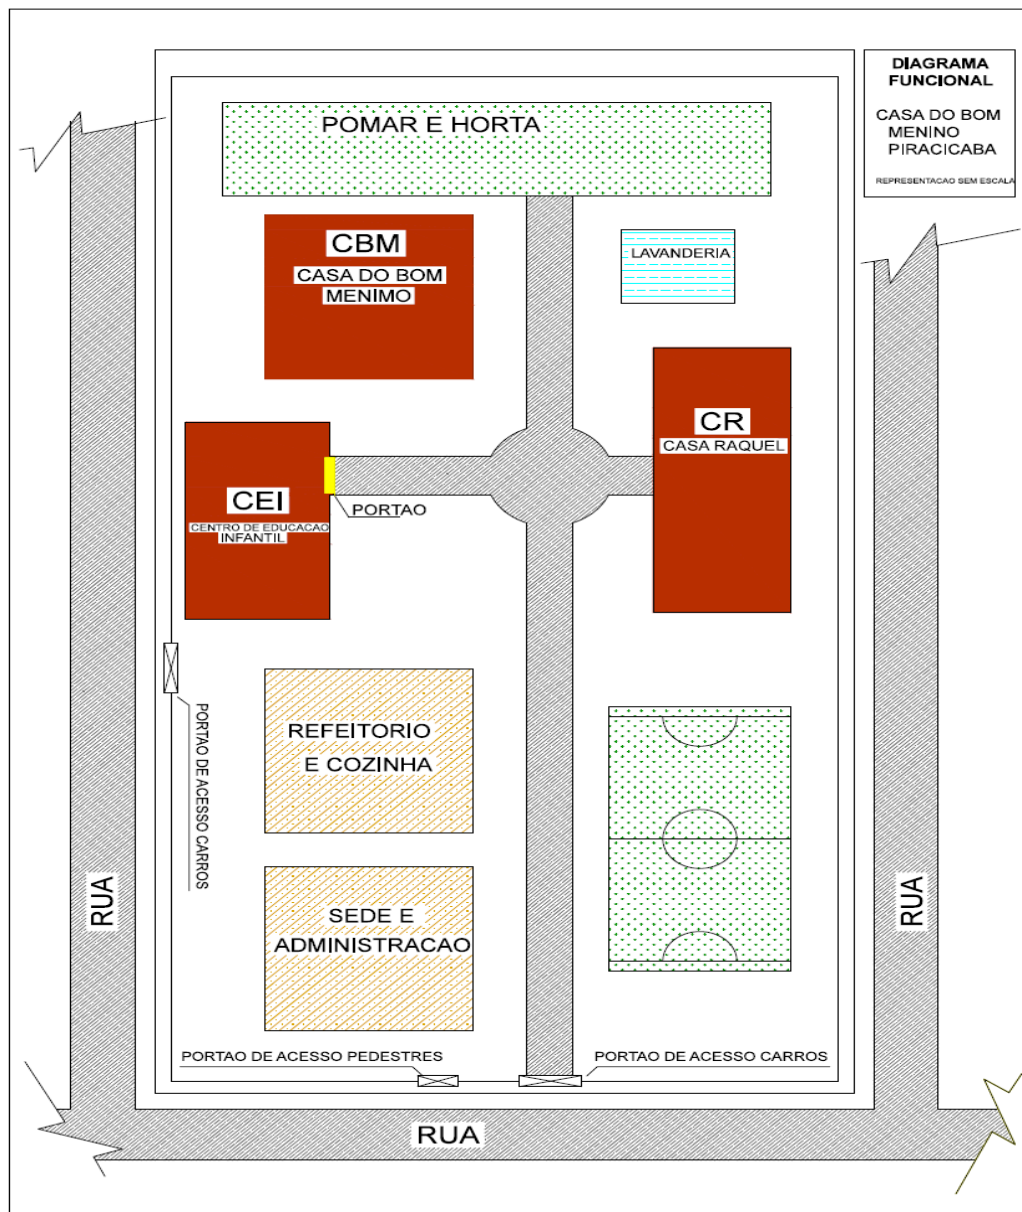 DIAGRAMA
FUNCIONAL
CASA DO BOM
MENINO
PIRACICABA
REPRESENTACAO SEM ESCALA
POMAR E HORTA
CBM
CASA DO BOM
MENIMO
LAVANDERIA
CR
CASA RAQUEL
CEI
CENTRO DE EDUCACAO
INFANTIL
PORTAO
PORTAO DE ACESSO CARROS
REFEITORIO
E COZINHA
SEDE E
ADMINISTRACAO
RUA
RUA
PORTAO DE ACESSO PEDESTRES
PORTAO DE ACESSO CARROS
RUA